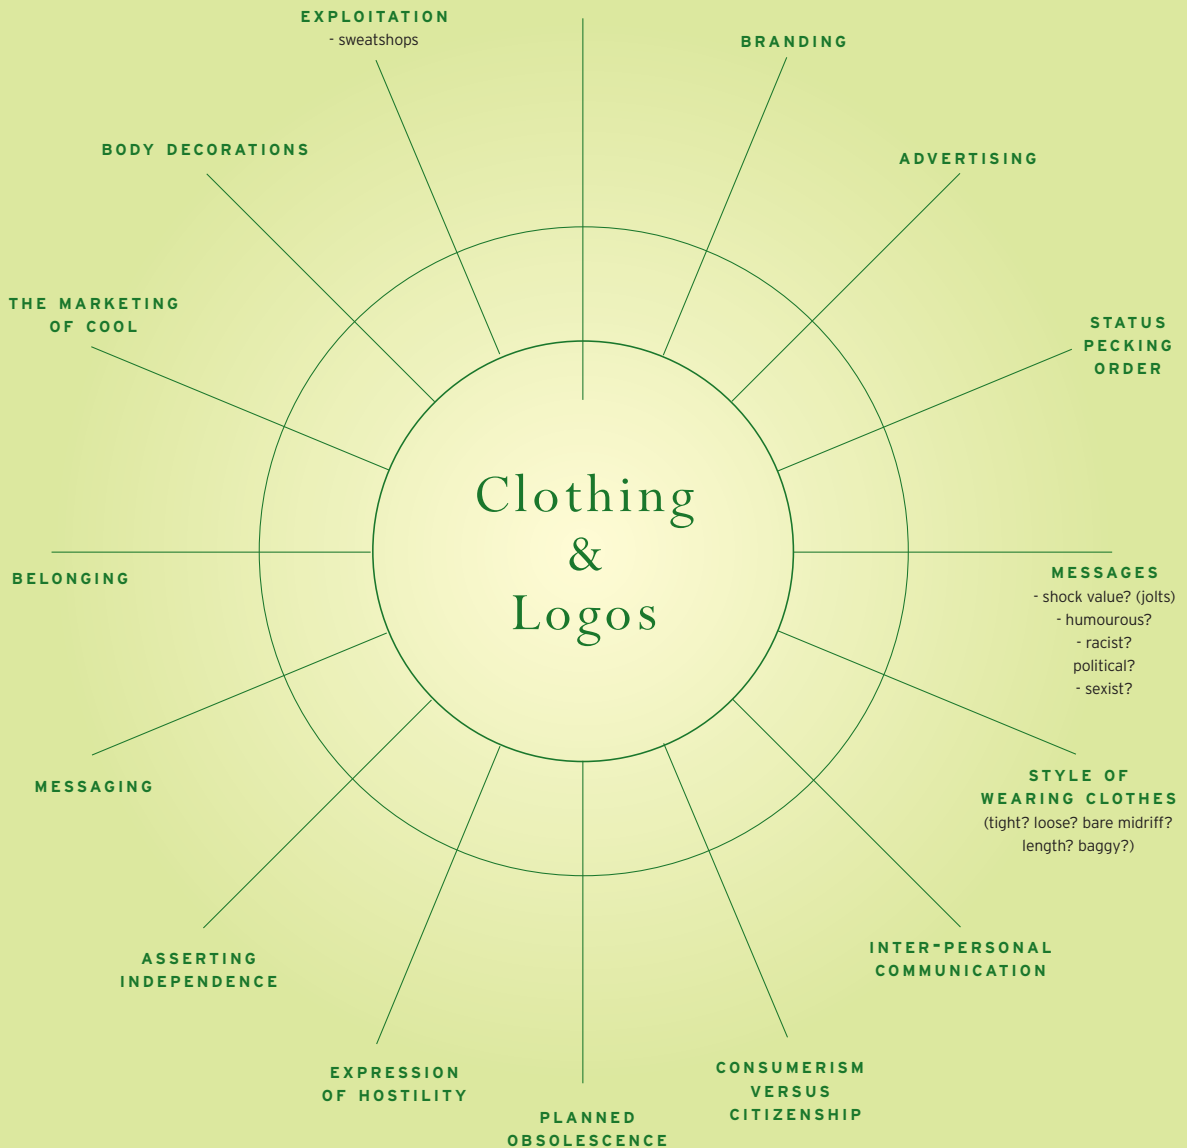 EXPLOITATION
- sweatshops
BRANDING
BODY DECORATIONS
ADVERTISING
THE MARKETING
OF COOL
STATUS
PECKING
ORDER
Clothing
&
Logos
BELONGING
MESSAGES
- shock value? (jolts)
- humourous?
- racist?
political?
- sexist?
MESSAGING
STYLE OF
WEARING CLOTHES
(tight? loose? bare midriff?
length? baggy?)
ASSERTING
INDEPENDENCE
INTER-PERSONAL
COMMUNICATION
EXPRESSION
OF HOSTILITY
PLANNED
OBSOLESCENCE
CONSUMERISM
VERSUS
CITIZENSHIP